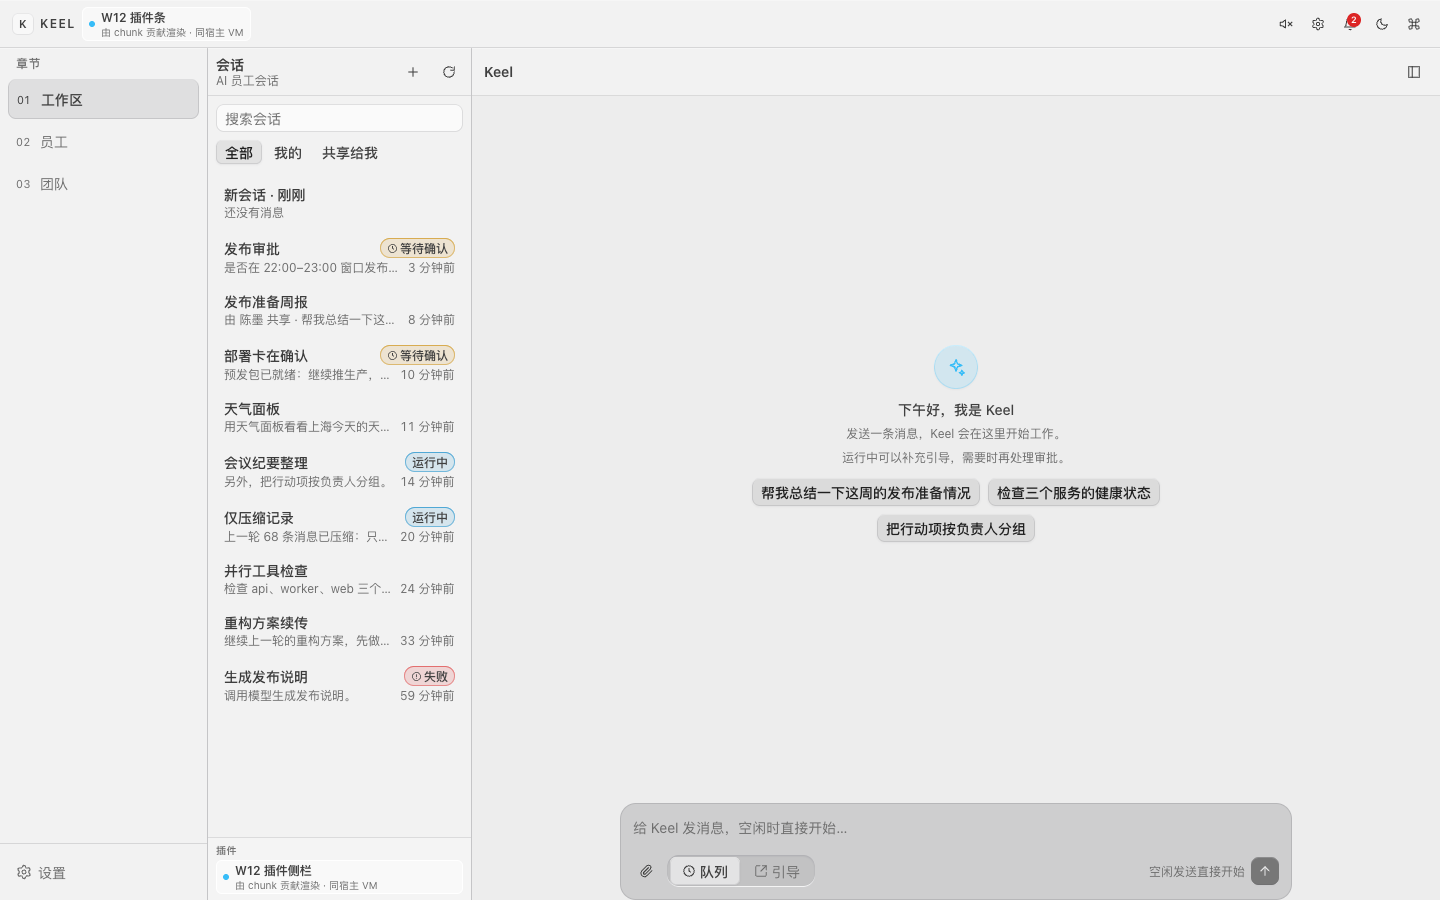 K KEEL
W12 插件条
由 chunk 贡献渲染 · 同宿主 VM
2
章节
01 工作区
02 员工
03 团队
设置
会话
AI 员工会话
搜索会话
全部 我的 共享给我
新会话 · 刚刚
还没有消息
发布审批 等待确认
是否在 22:00–23:00 窗口发布... 3 分钟前
发布准备周报
由 陈墨 共享 · 帮我总结一下这... 8 分钟前
部署卡在确认 等待确认
预发包已就绪：继续推生产，... 10 分钟前
天气面板
用天气面板看看上海今天的天... 11 分钟前
会议纪要整理 运行中
另外，把行动项按负责人分组。 14 分钟前
仅压缩记录 运行中
上一轮 68 条消息已压缩：只... 20 分钟前
并行工具检查
检查 api、worker、web 三个... 24 分钟前
重构方案续传
继续上一轮的重构方案，先做... 33 分钟前
生成发布说明 失败
调用模型生成发布说明。 59 分钟前
插件
W12 插件侧栏
由 chunk 贡献渲染 · 同宿主 VM
Keel
下午好，我是 Keel
发送一条消息，Keel 会在这里开始工作。
运行中可以补充引导，需要时再处理审批。
帮我总结一下这周的发布准备情况 检查三个服务的健康状态
把行动项按负责人分组
给 Keel 发消息，空闲时直接开始...
队列 引导 空闲发送直接开始